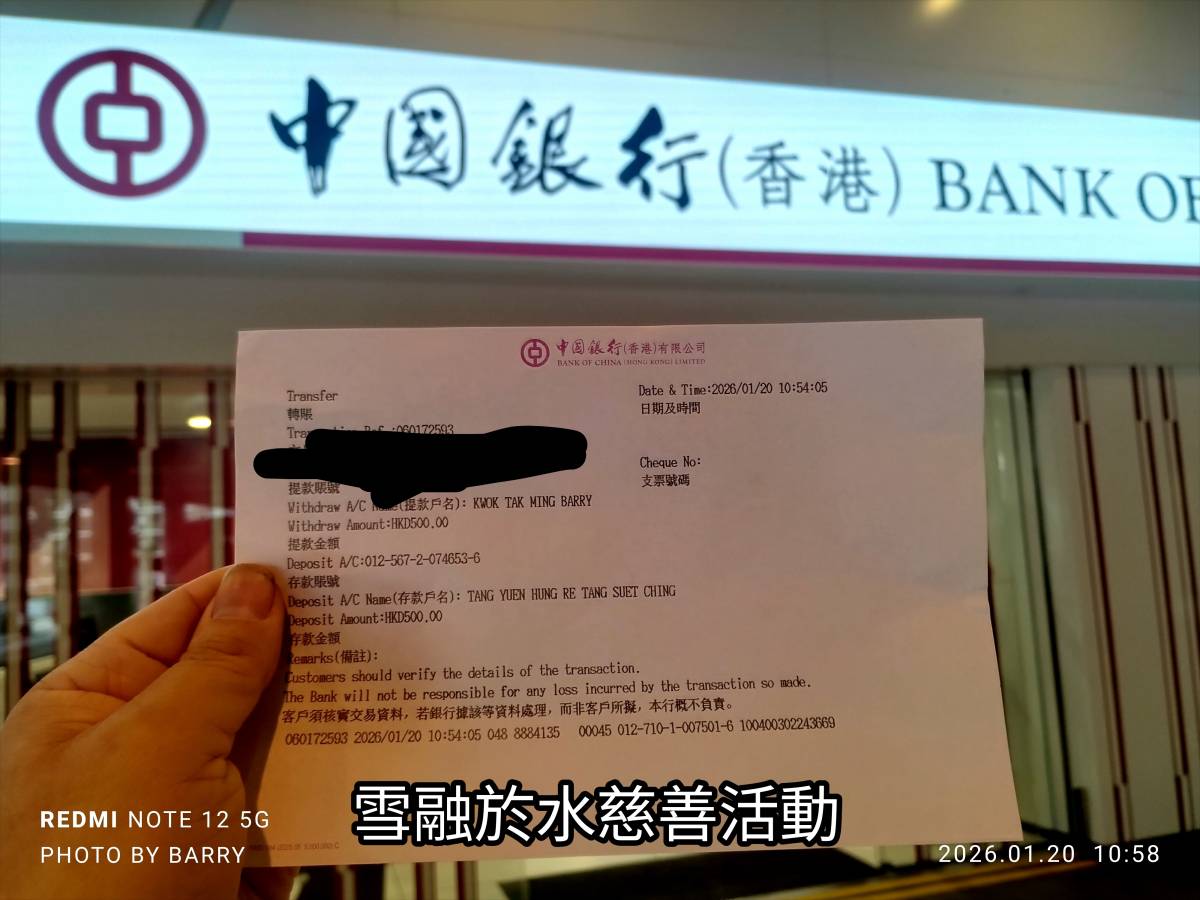 中國銀行(香港) BANK OF
中國銀行(香港)有限公司
BANK OF CHINA (HONG KONG) LIMITED
Transfer
轉賬
Date & Time:2026/01/20 10:54:05
日期及時間
060172593
Cheque No:
支票號碼
提款賬號
Withdraw A/C Name(提款戶名): KWOK TAK MING BARRY
Withdraw Amount:HKD500.00
提款金額
Deposit A/C:012-567-2-074653-6
存款賬號
Deposit A/C Name(存款戶名): TANG YUEN HUNG RE TANG SUET CHING
Deposit Amount:HKD500.00
存款金額
Remarks(備註):
Customers should verify the details of the transaction.
The Bank will not be responsible for any loss incurred by the transaction so made.
客戶須核實交易資料，若銀行據該等資料處理，而非客戶所擬，本行概不負責。
060172593 2026/01/20 10:54:05 048 8884135 00045 012-710-1-007501-6 100400302243669
雪融於水慈善活動
REDMI NOTE 12 5G
PHOTO BY BARRY
2026.01.20 10:58